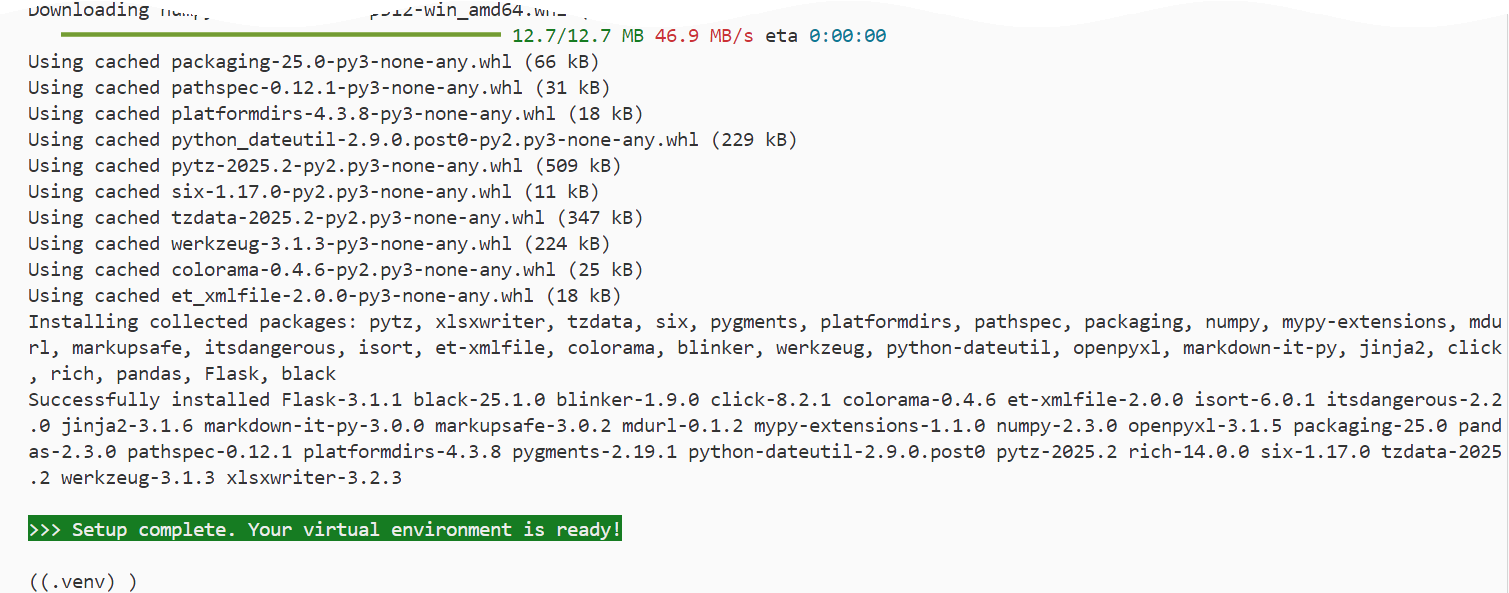 Downloading
12.7/12.7 MB 46.9 MB/s eta 0:00:00
Using cached packaging-25.0-py3-none-any.whl (66 kB)
Using cached pathspec-0.12.1-py3-none-any.whl (31 kB)
Using cached platformdirs-4.3.8-py3-none-any.whl (18 kB)
Using cached python_dateutil-2.9.0.post0-py2.py3-none-any.whl (229 kB)
Using cached pytz-2025.2-py2.py3-none-any.whl (509 kB)
Using cached six-1.17.0-py2.py3-none-any.whl (11 kB)
Using cached tzdata-2025.2-py2.py3-none-any.whl (347 kB)
Using cached werkzeug-3.1.3-py3-none-any.whl (224 kB)
Using cached colorama-0.4.6-py2.py3-none-any.whl (25 kB)
Using cached et_xmlfile-2.0.0-py3-none-any.whl (18 kB)
Installing collected packages: pytz, xlsxwriter, tzdata, six, pygments, platformdirs, pathspec, packaging, numpy, mypy-extensions, mdu
rl, markupsafe, itsdangerous, isort, et-xmlfile, colorama, blinker, werkzeug, python-dateutil, openpyxl, markdown-it-py, jinja2, click
, rich, pandas, Flask, black
Successfully installed Flask-3.1.1 black-25.1.0 blinker-1.9.0 click-8.2.1 colorama-0.4.6 et-xmlfile-2.0.0 isort-6.0.1 itsdangerous-2.2
.0 jinja2-3.1.6 markdown-it-py-3.0.0 markupsafe-3.0.2 mdurl-0.1.2 mypy-extensions-1.1.0 numpy-2.3.0 openpyxl-3.1.5 packaging-25.0 pand
as-2.3.0 pathspec-0.12.1 platformdirs-4.3.8 pygments-2.19.1 python-dateutil-2.9.0.post0 pytz-2025.2 rich-14.0.0 six-1.17.0 tzdata-2025
.2 werkzeug-3.1.3 xlsxwriter-3.2.3
>>> Setup complete. Your virtual environment is ready!
((.venv) )